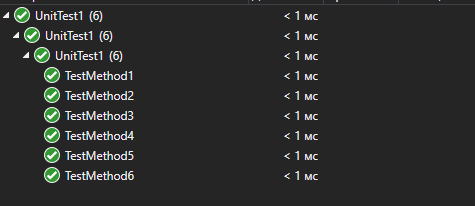 UnitTest1 (6) < 1 мс
UnitTest1 (6) < 1 мс
UnitTest1 (6) < 1 мс
TestMethod1 < 1 мс
TestMethod2 < 1 мс
TestMethod3 < 1 мс
TestMethod4 < 1 мс
TestMethod5 < 1 мс
TestMethod6 < 1 мс